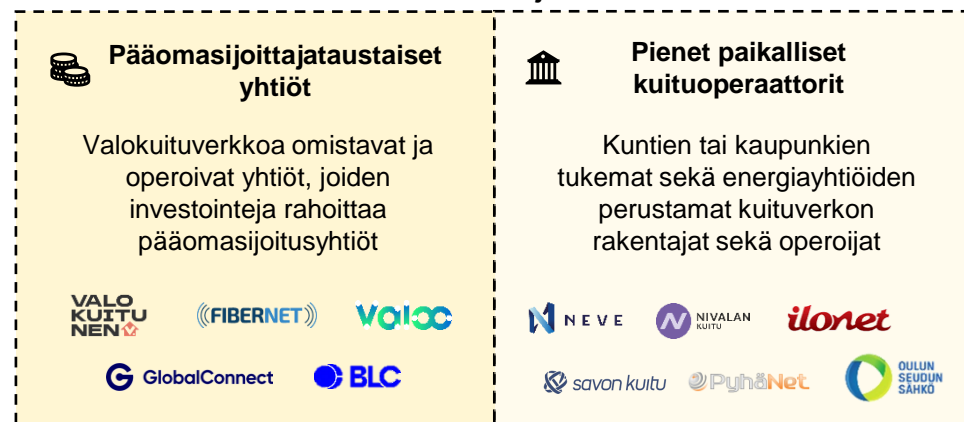 Pääomasijoittajataustaiset
yhtiöt
Valokuituverkkoa omistavat ja
operoivat yhtiöt, joiden
investointeja rahoittaa
pääomasijoitusyhtiöt
VALO
KUITU
NEN
FIBERNET
Valoo
GlobalConnect
BLC
Pienet paikalliset
kuituoperaattorit
Kuntien tai kaupunkien
tukemat sekä energiayhtiöiden
perustamat kuituverkon
rakentajat sekä operoijat
NEVE
NIVALAN
KUITU
ilonet
savon kuitu
PyhäNet
OULUN
SEUDUN
SÄHKÖ